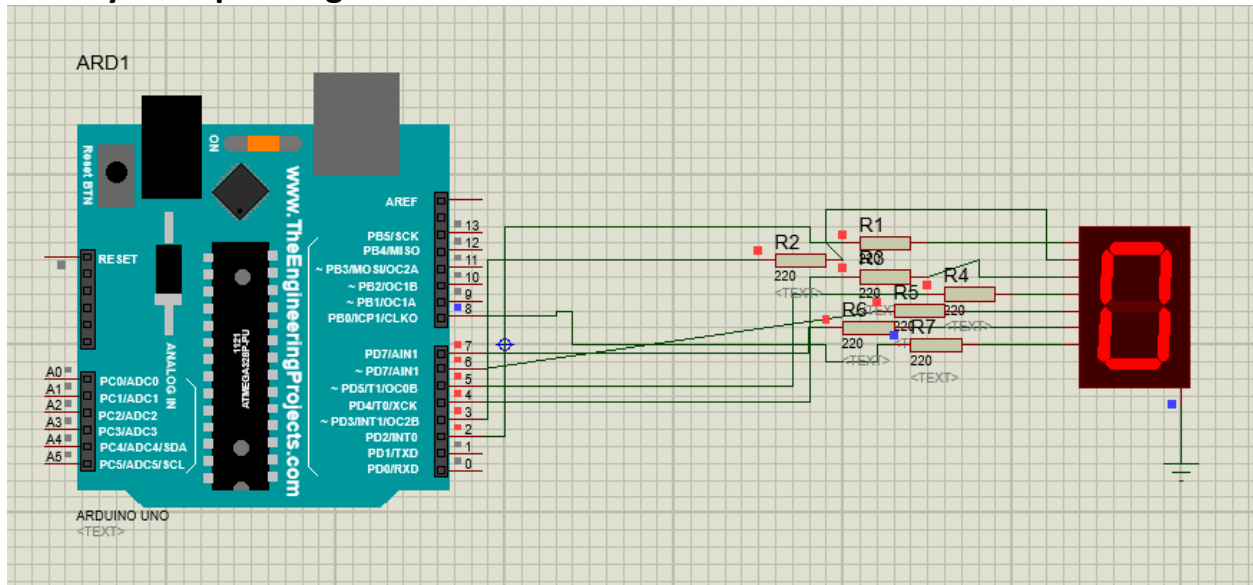 ARD1
Reset BTN
ON
www.TheEngineeringProjects.com
RESET
AREF
PB5/SCK
13
PB4/MISO
12
~ PB3/MOSI/OC2A
11
~ PB2/OC1B
10
~ PB1/OC1A
9
PB0/ICP1/CLKO
8
PD7/AIN1
7
~ PD7/AIN1
6
~ PD5/T1/OC0B
5
PD4/T0/XCK
4
~ PD3/INT1/OC2B
3
PD2/INT0
2
PD1/TXD
1
PD0/RXD
0
1121
ATMEGA328P-PU
ANALOG IN
A0
PC0/ADC0
A1
PC1/ADC1
A2
PC2/ADC2
A3
PC3/ADC3
A4
PC4/ADC4/SDA
A5
PC5/ADC5/SCL
ARDUINO UNO
<TEXT>
R1
R2
220
<TEXT>
R3
220
R4
220
<TEXT>
R5
220
R6
220
<TEXT>
R7
220
<TEXT>